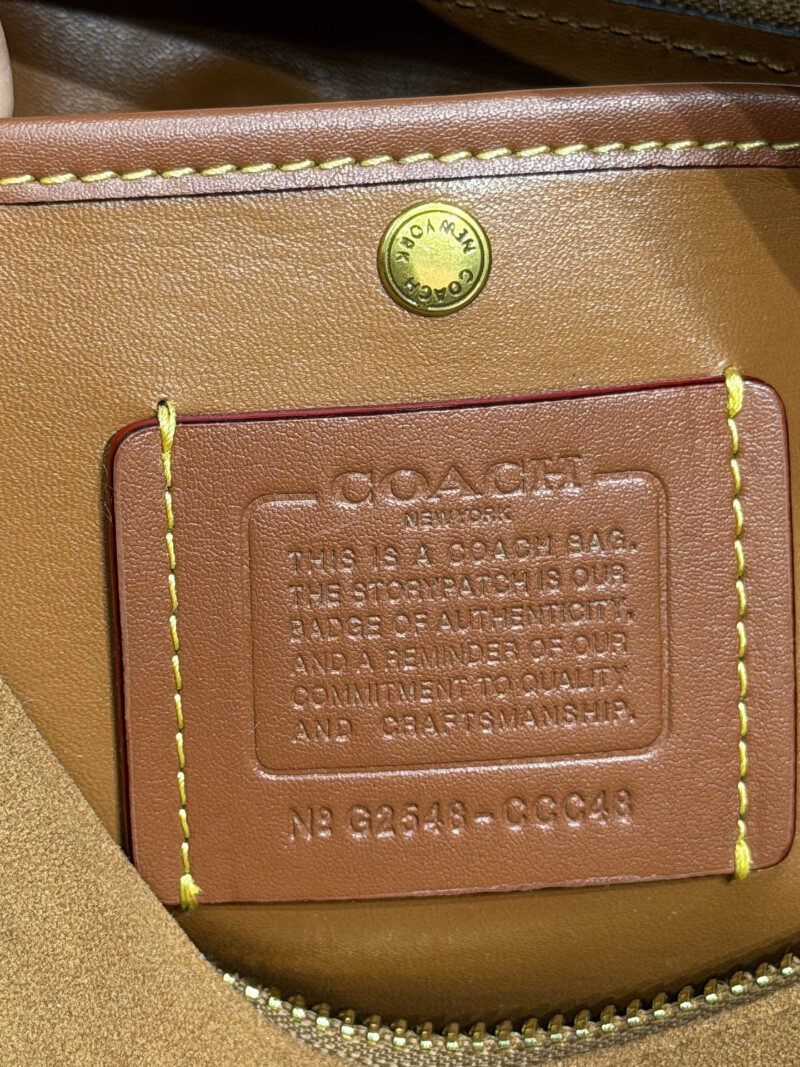 COACH NEW YORK
COACH
NEW YORK
THIS IS A COACH BAG.
THE STORYPATCH IS OUR
BADGE OF AUTHENTICITY,
AND A REMINDER OF OUR
COMMITMENT TO QUALITY
AND CRAFTSMANSHIP.
Nº G2548-CCC48